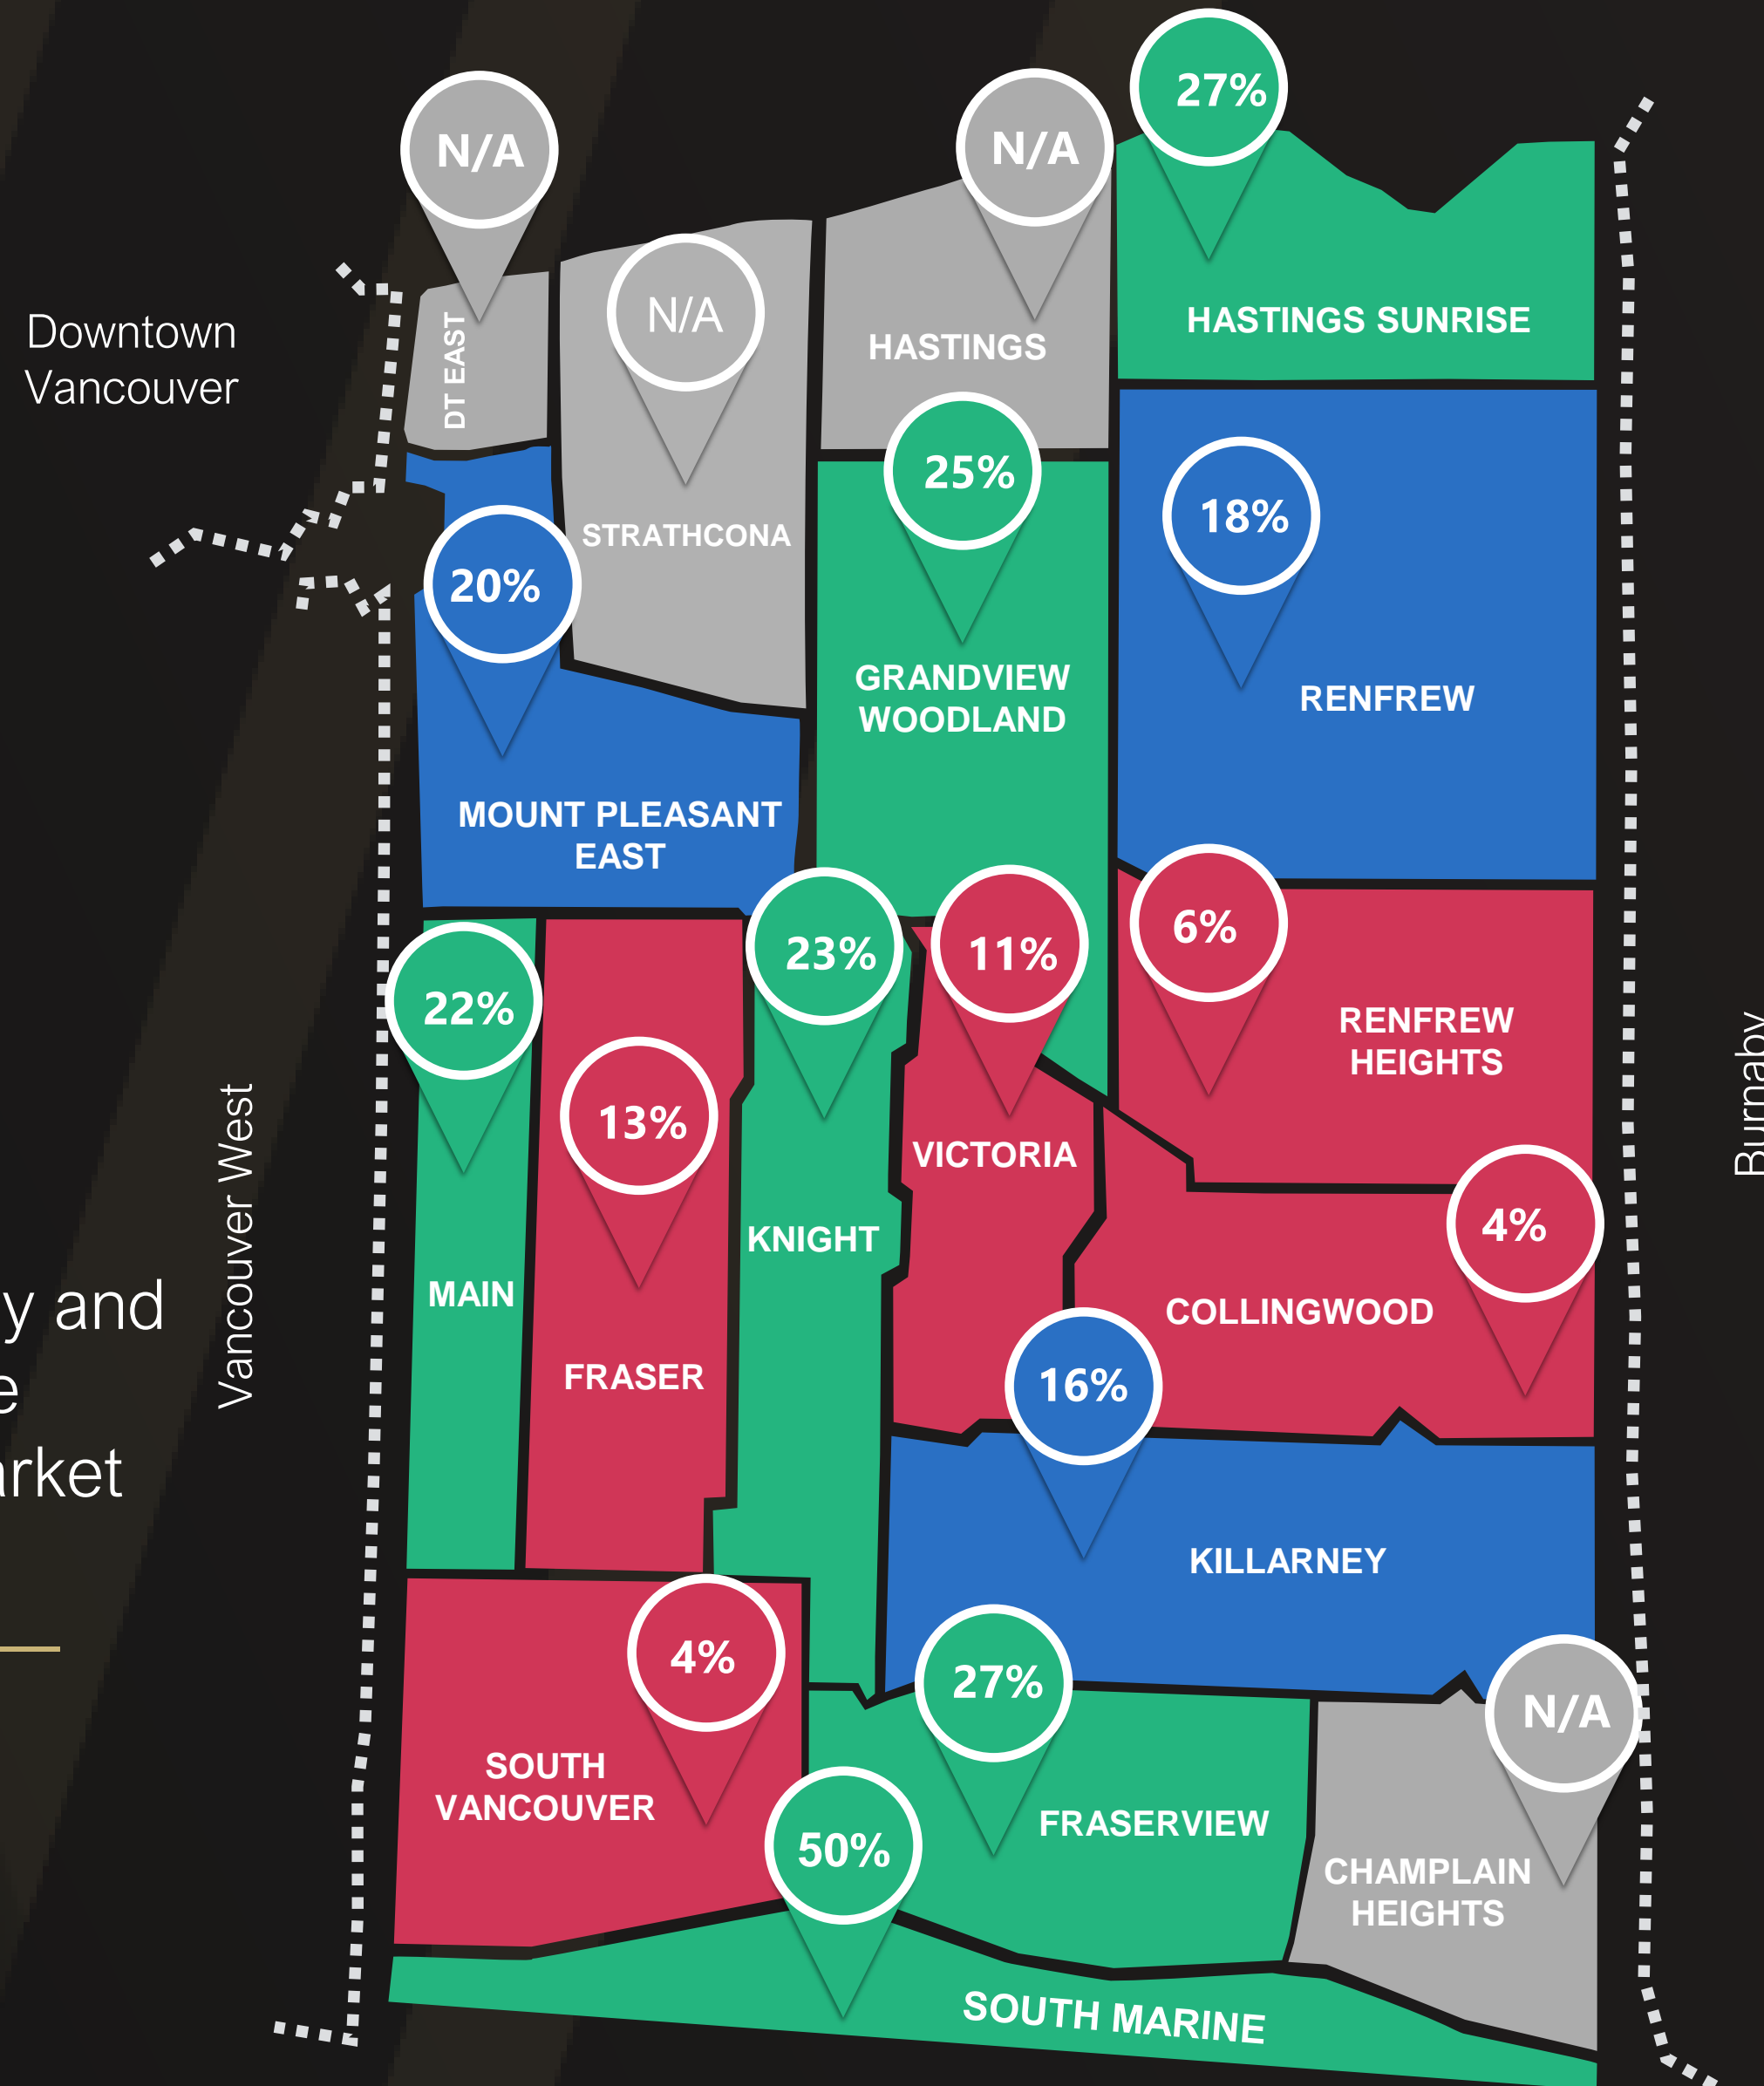 27%
N/A
N/A
N/A
Downtown
Vancouver
DT EAST
HASTINGS
HASTINGS SUNRISE
25%
18%
STRATHCONA
20%
GRANDVIEW
WOODLAND
RENFREW
MOUNT PLEASANT
EAST
22%
23%
11%
6%
13%
RENFREW
HEIGHTS
Burnaby
Vancouver West
VICTORIA
KNIGHT
4%
MAIN
COLLINGWOOD
y and
FRASER
16%
e
arket
KILLARNEY
4%
27%
N/A
SOUTH
VANCOUVER
50%
FRASERVIEW
CHAMPLAIN
HEIGHTS
SOUTH MARINE